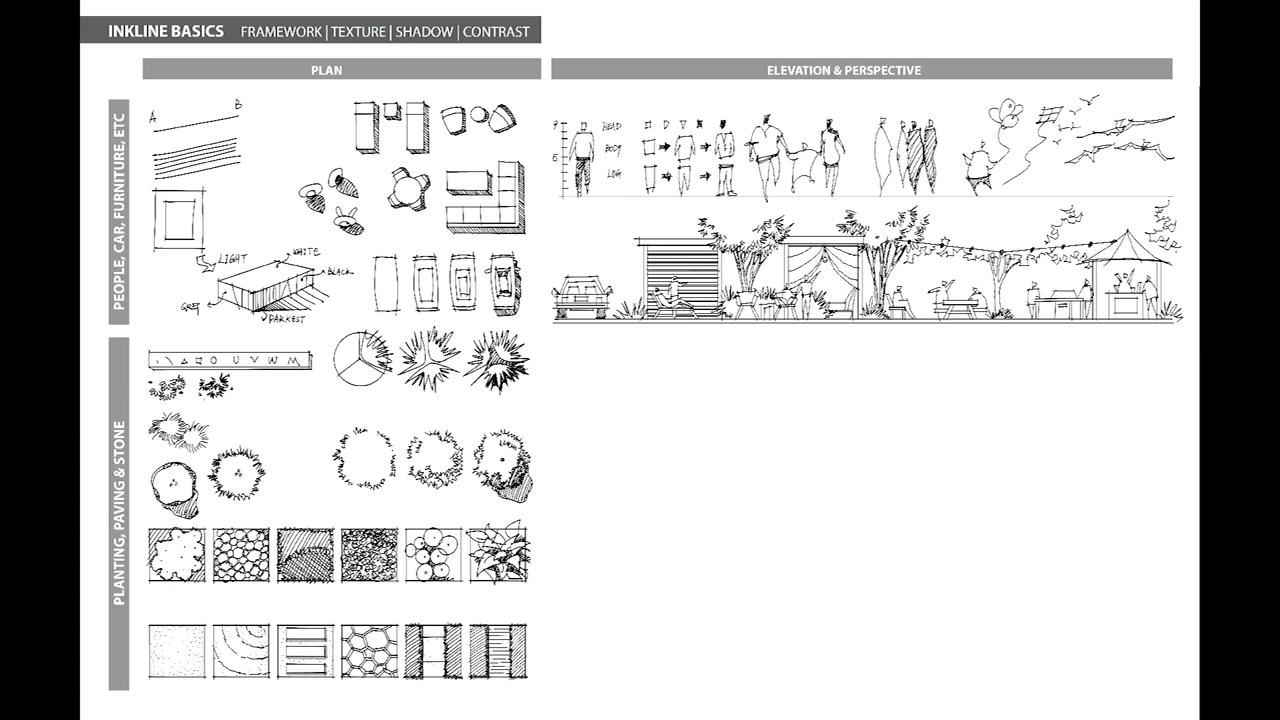 INKLINE BASICS FRAMEWORK | TEXTURE | SHADOW | CONTRAST
PLAN
ELEVATION & PERSPECTIVE
PEOPLE, CAR, FURNITURE, ETC
A
B
LIGHT
WHITE
BLACK
GREY
DARKEST
HEAD
BODY
LEG
PLANTING, PAVING & STONE